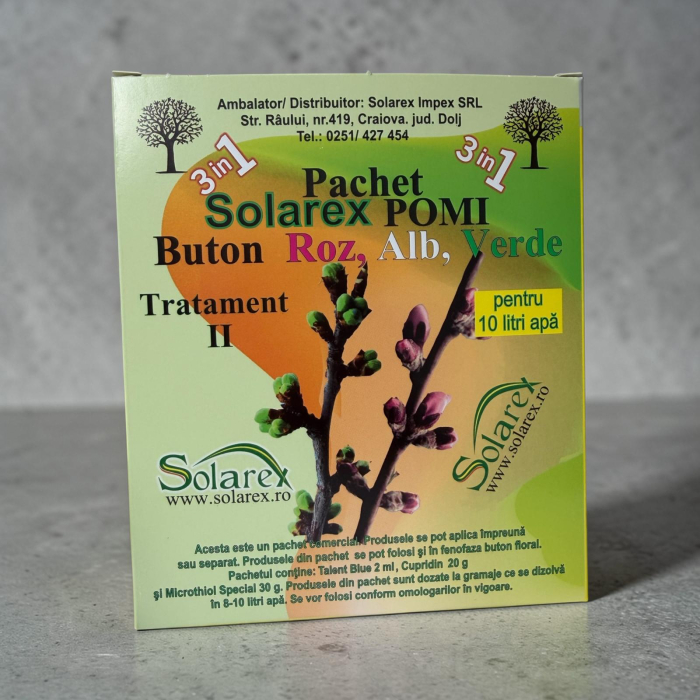 Ambalator/ Distribuitor: Solarex Impex SRL
Str. Râului, nr.419, Craiova. jud. Dolj
Tel.: 0251/ 427 454
3 in 1
3 in 1
Pachet
Solarex POMI
Buton Roz, Alb, Verde
Tratament
II
pentru
10 litri apă
Solarex
www.solarex.ro
Solarex
www.solarex.ro
Acesta este un pachet comercial. Produsele se pot aplica împreună
sau separat. Produsele din pachet se pot folosi şi în fenofaza buton floral.
Pachetul conţine: Talent Blue 2 ml, Cupridin 20 g
şi Microthiol Special 30 g. Produsele din pachet sunt dozate la gramaje ce se dizolvă
în 8-10 litri apă. Se vor folosi conform omologarilor în vigoare.